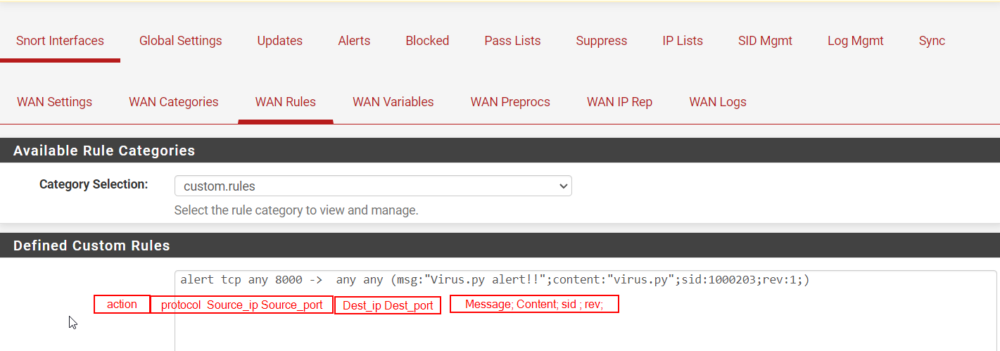 Snort Interfaces Global Settings Updates Alerts Blocked Pass Lists Suppress IP Lists SID Mgmt Log Mgmt Sync
WAN Settings WAN Categories WAN Rules WAN Variables WAN Preprocs WAN IP Rep WAN Logs
Available Rule Categories
Category Selection: custom.rules
Select the rule category to view and manage.
Defined Custom Rules
alert tcp any 8000 ->  any any (msg:"Virus.py alert!!";content:"virus.py";sid:1000203;rev:1;)
action protocol Source_ip Source_port Dest_ip Dest_port Message; Content; sid ; rev;